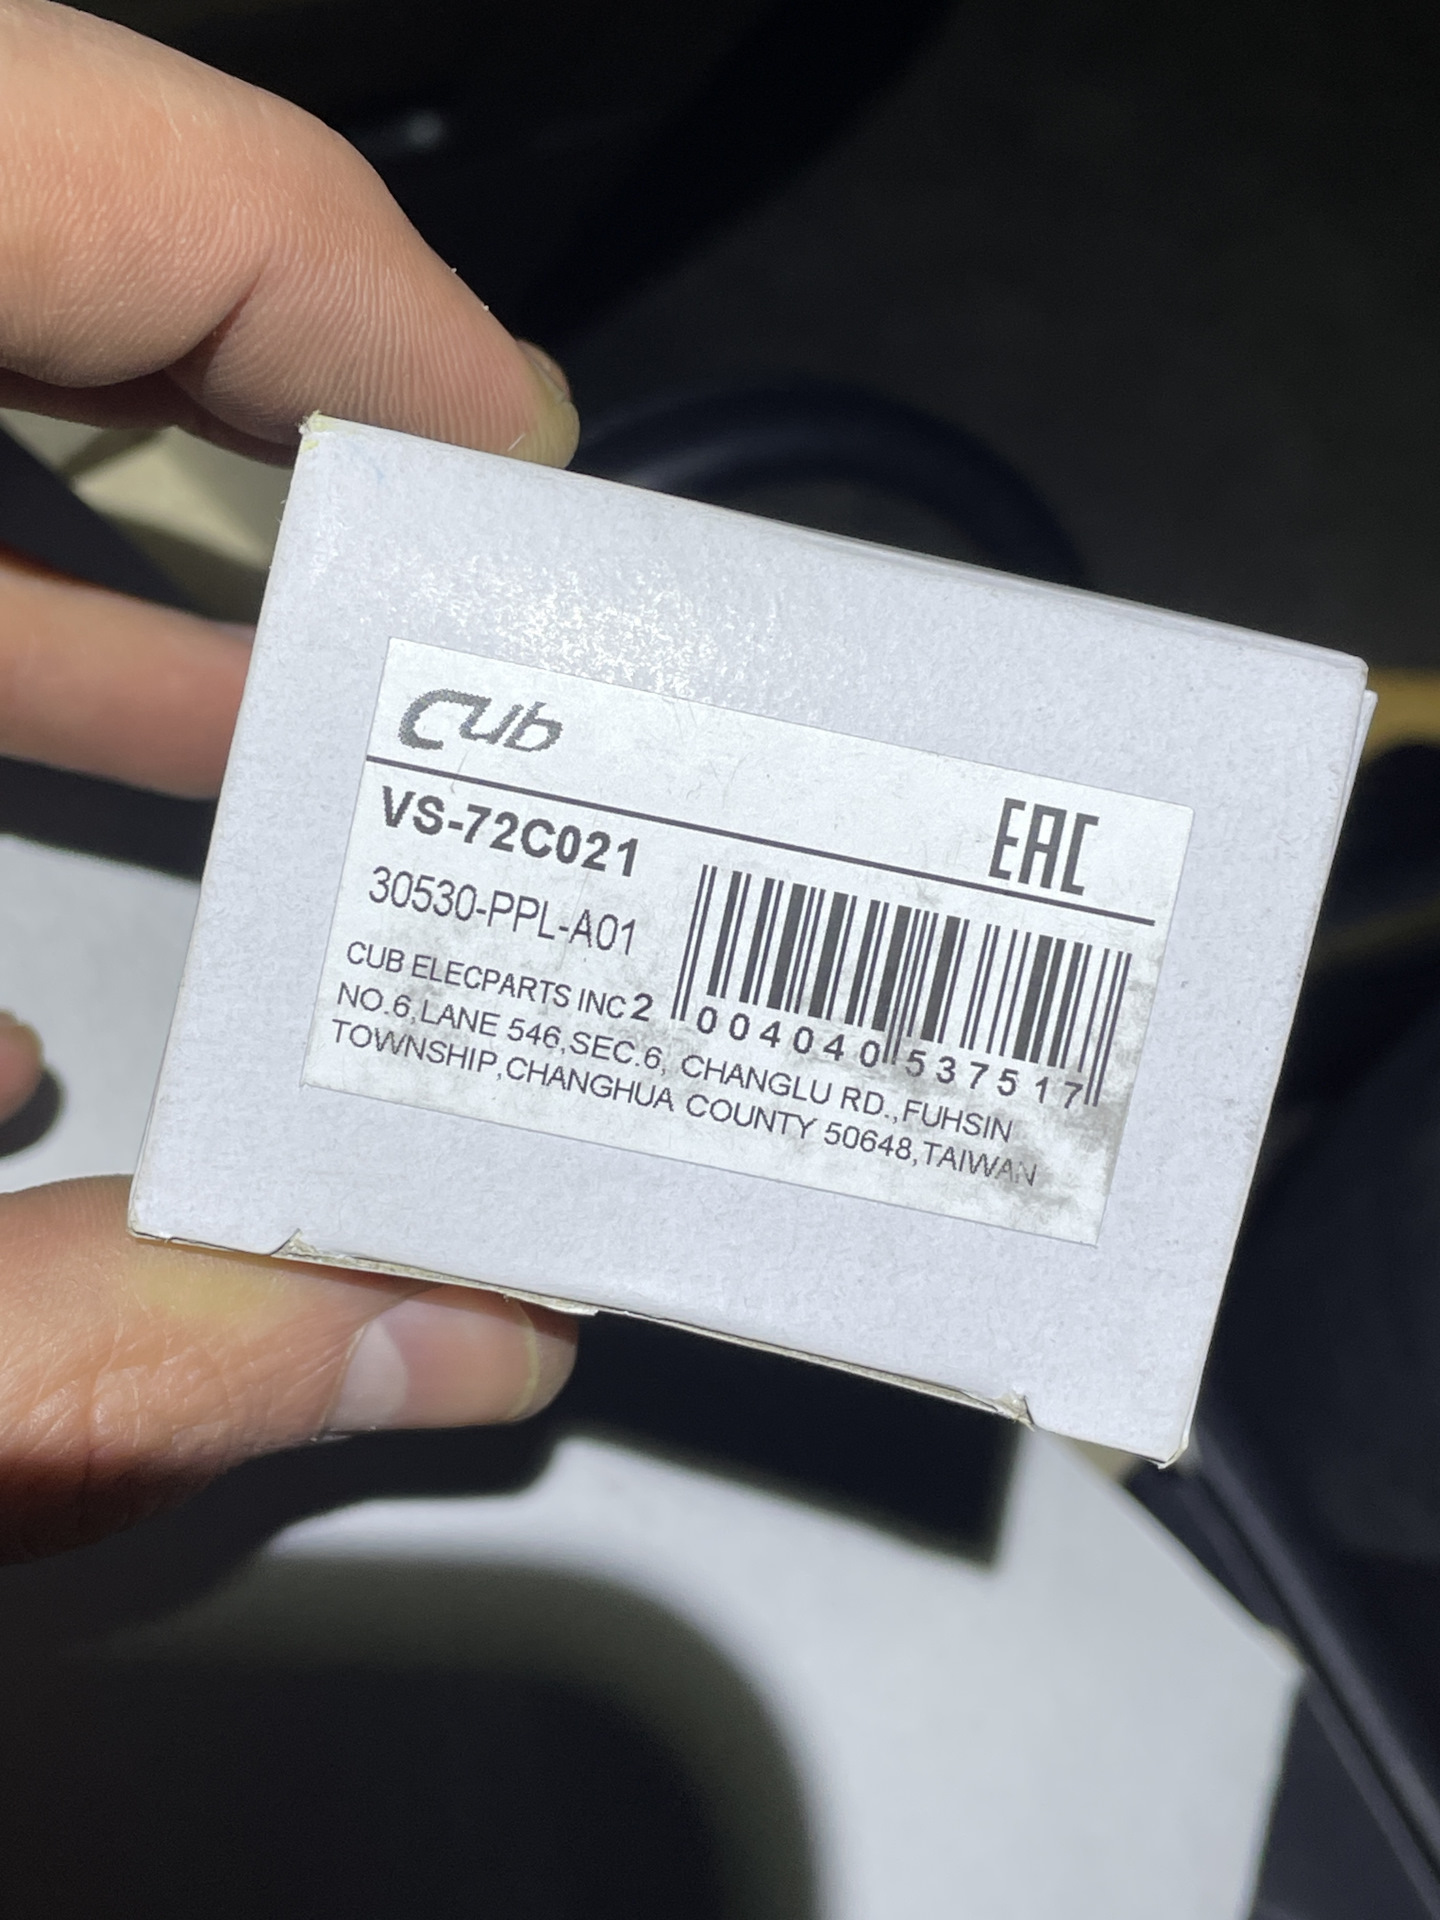 Cub
EAC
VS-72C021
30530-PPL-A01
CUB ELECPARTS INC
2 004040 537517
NO.6,LANE 546,SEC.6, CHANGLU RD.,FUHSIN
TOWNSHIP,CHANGHUA COUNTY 50648,TAIWAN